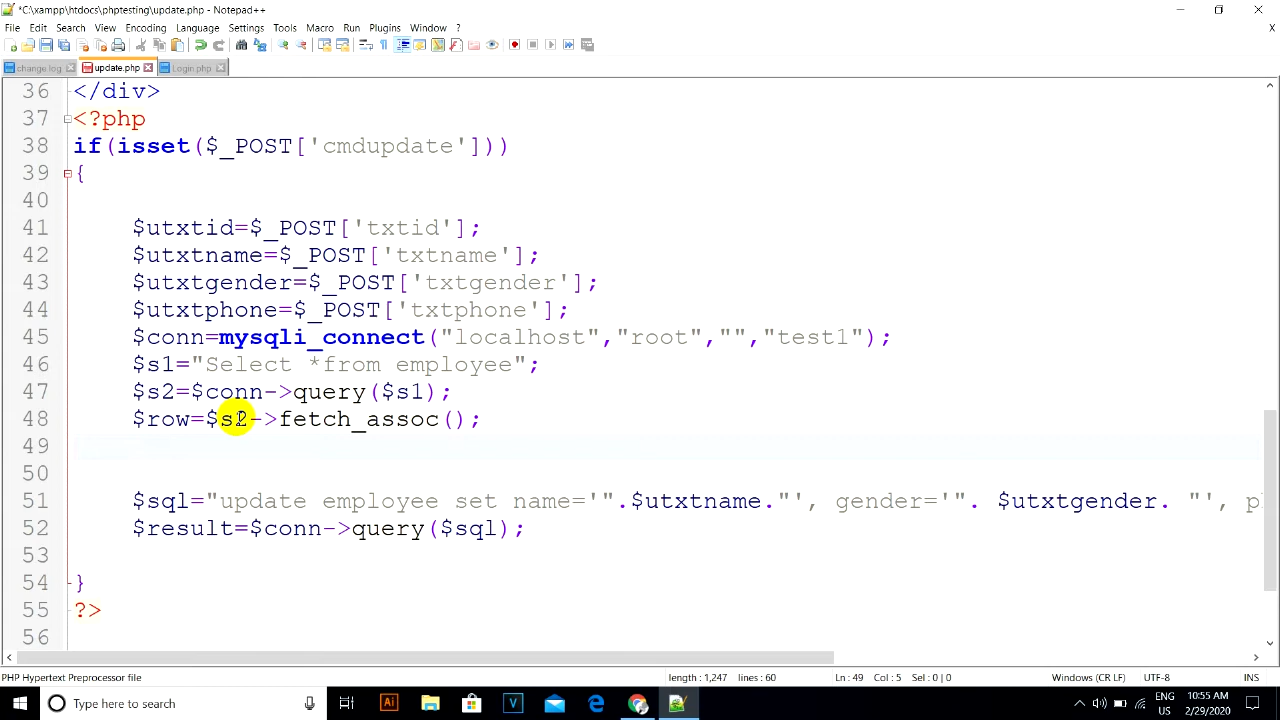 *C:\xampp\htdocs\phptesting\update.php - Notepad++
File Edit Search View Encoding Language Settings Tools Macro Run Plugins Window ? X
change.log update.php Login.php
36 </div>
37 <?php
38 if(isset($_POST['cmdupdate']))
39 {
40
41 $utxtid=$_POST['txtid'];
42 $utxtname=$_POST['txtname'];
43 $utxtgender=$_POST['txtgender'];
44 $utxtphone=$_POST['txtphone'];
45 $conn=mysqli_connect("localhost","root","","test1");
46 $s1="Select *from employee";
47 $s2=$conn->query($s1);
48 $row=$s2->fetch_assoc();
49
50
51 $sql="update employee set name='".$utxtname."', gender='". $utxtgender. "', p
52 $result=$conn->query($sql);
53
54 }
55 ?>
56
PHP Hypertext Preprocessor file length : 1,247 lines : 60 Ln : 49 Col : 5 Sel : 0 | 0 Windows (CR LF) UTF-8 INS
Type here to search
ENG
US
10:55 AM
2/29/2020